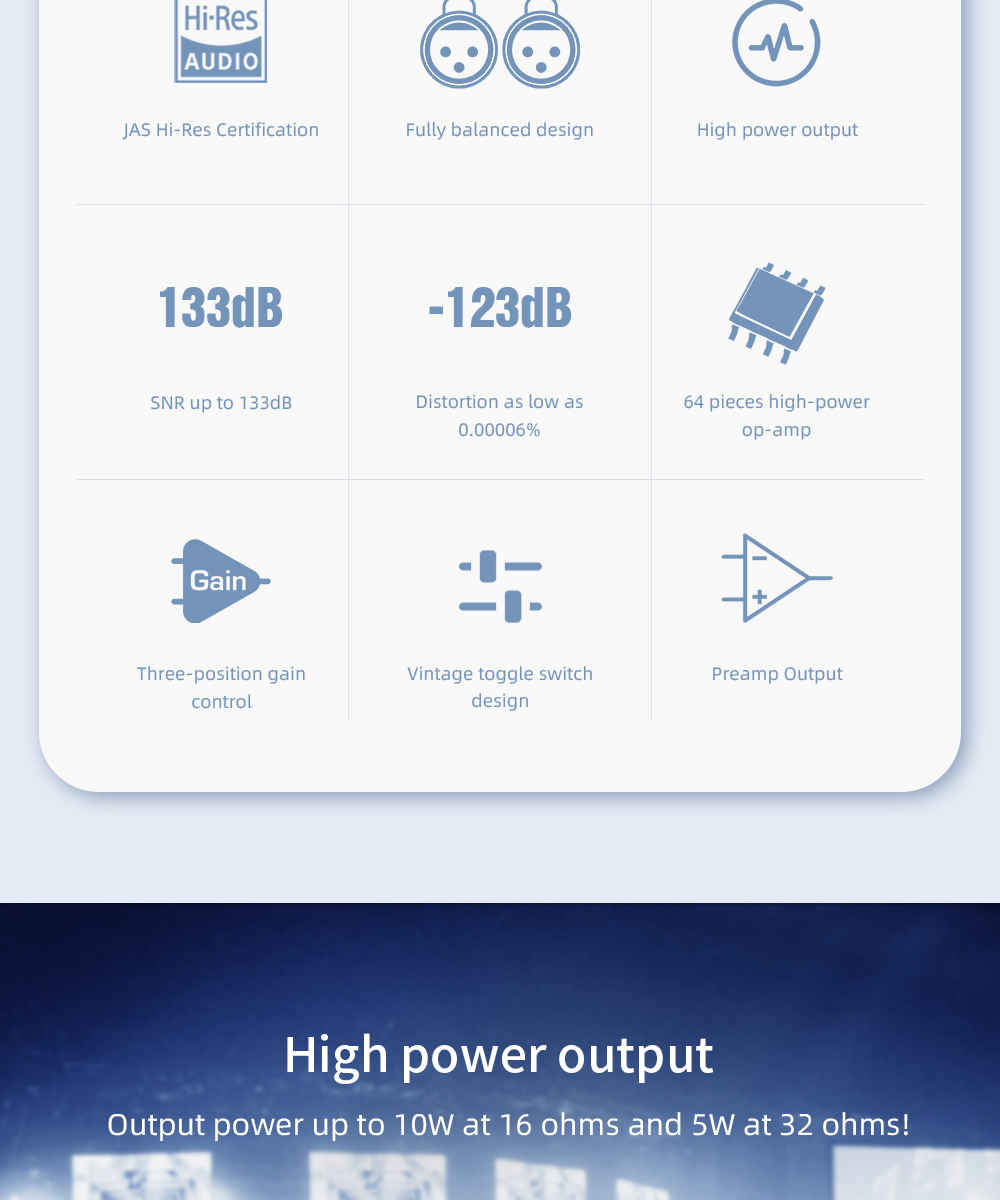 Hi-Res
AUDIO
JAS Hi-Res Certification
Fully balanced design
High power output
133dB
-123dB
SNR up to 133dB
Distortion as low as
0.00006%
64 pieces high-power
op-amp
Gain
Three-position gain
control
Vintage toggle switch
design
Preamp Output
High power output
Output power up to 10W at 16 ohms and 5W at 32 ohms!